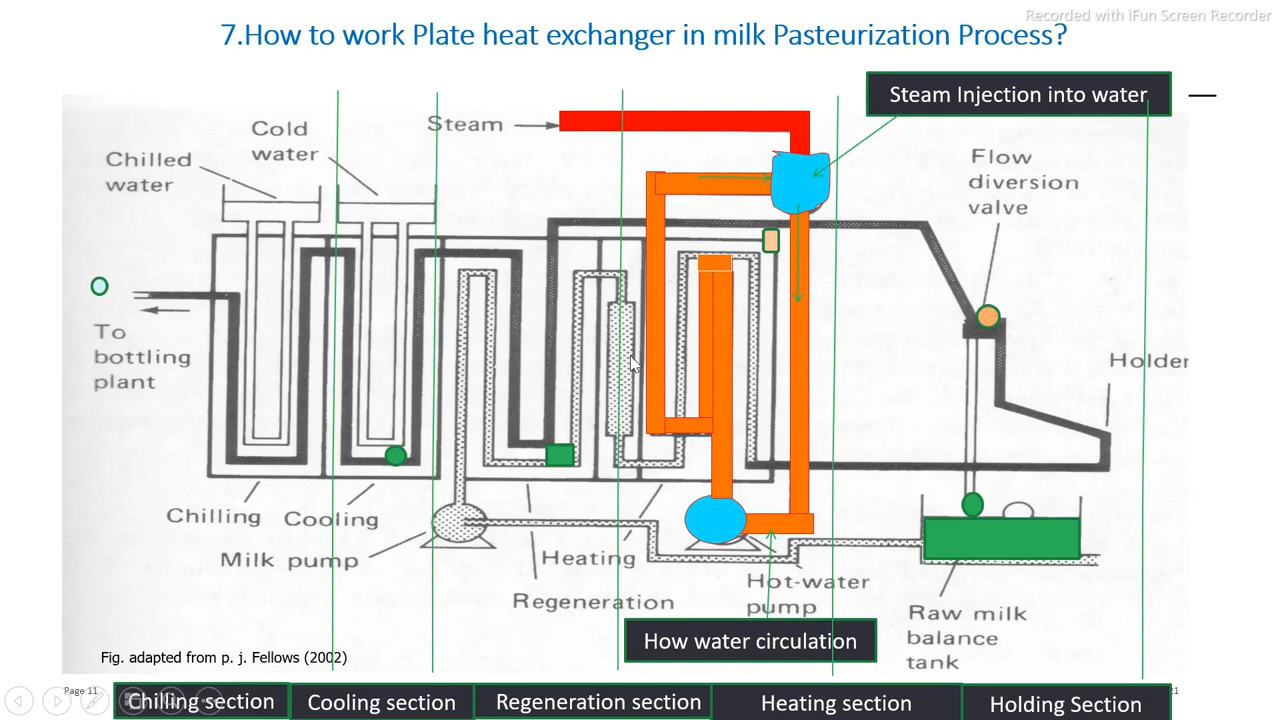 Recorded with iFun Screen Recorder
7.How to work Plate heat exchanger in milk Pasteurization Process?
Steam Injection into water
Steam
Cold
water
Chilled
water
Flow
diversion
valve
To
bottling
plant
Holder
Chilling
Cooling
Milk pump
Heating
Regeneration
Hot-water
pump
Raw milk
balance
tank
How water circulation
Fig. adapted from p. j. Fellows (2002)
Page 11
21
Chilling section
Cooling section
Regeneration section
Heating section
Holding Section